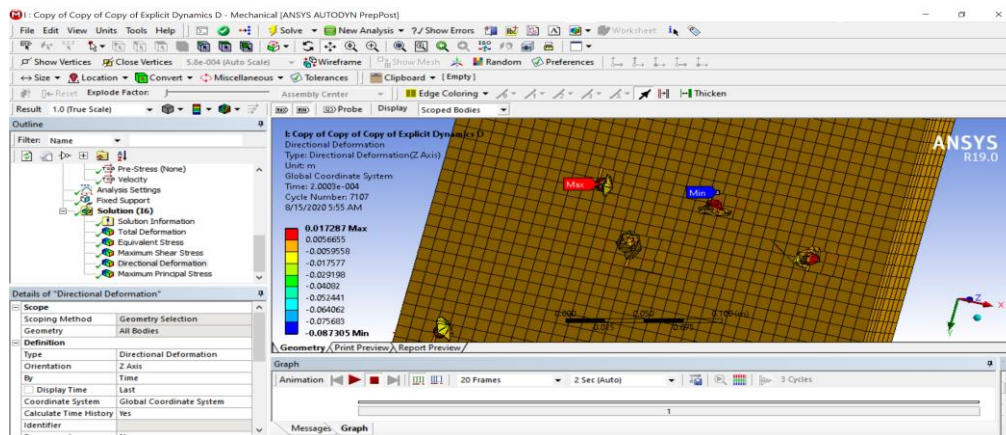 I : Copy of Copy of Copy of Explicit Dynamics D - Mechanical [ANSYS AUTODYN PrepPost]
File Edit View Units Tools Help Solve New Analysis ?/ Show Errors Worksheet
Show Vertices Close Vertices 5.8e-004 (Auto Scale) Wireframe Show Mesh Random Preferences
Size Location Convert Miscellaneous Tolerances Clipboard [Empty]
Reset Explode Factor: Assembly Center Edge Coloring Thicken
Result 1.0 (True Scale) Probe Display Scoped Bodies
Outline
Filter: Name
Pre-Stress (None)
Velocity
Analysis Settings
Fixed Support
Solution (I6)
Solution Information
Total Deformation
Equivalent Stress
Maximum Shear Stress
Directional Deformation
Maximum Principal Stress
Details of "Directional Deformation"
Scope
Scoping Method Geometry Selection
Geometry All Bodies
Definition
Type Directional Deformation
Orientation Z Axis
By Time
Display Time Last
Coordinate System Global Coordinate System
Calculate Time History Yes
Identifier
I: Copy of Copy of Copy of Explicit Dynamics D
Directional Deformation
Type: Directional Deformation(Z Axis)
Unit: m
Global Coordinate System
Time: 2.0003e-004
Cycle Number: 7107
8/15/2020 5:55 AM
0.017287 Max
0.0056655
-0.0059558
-0.017577
-0.029198
-0.04082
-0.052441
-0.064062
-0.075683
-0.087305 Min
Max
Min
ANSYS
R19.0
0.000 0.050 0.100 (m)
0.025 0.075
Z
X
Geometry Print Preview Report Preview
Graph
Animation 20 Frames 2 Sec (Auto) 3 Cycles
1
Messages Graph